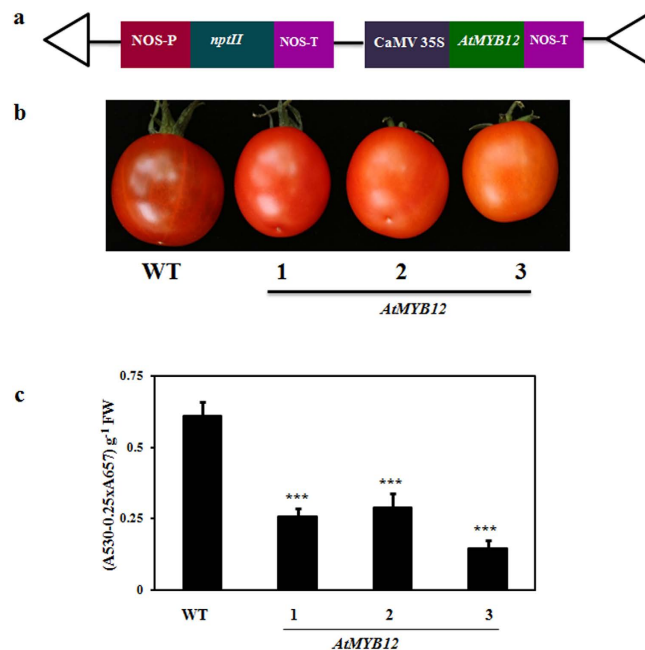 a
NOS-P nptII NOS-T CaMV 35S AtMYB12 NOS-T
b
WT 1 2 3
AtMYB12
c
(A530-0.25xA657) g-1 FW
0.75
0.5
0.25
0
*** *** ***
WT 1 2 3
AtMYB12